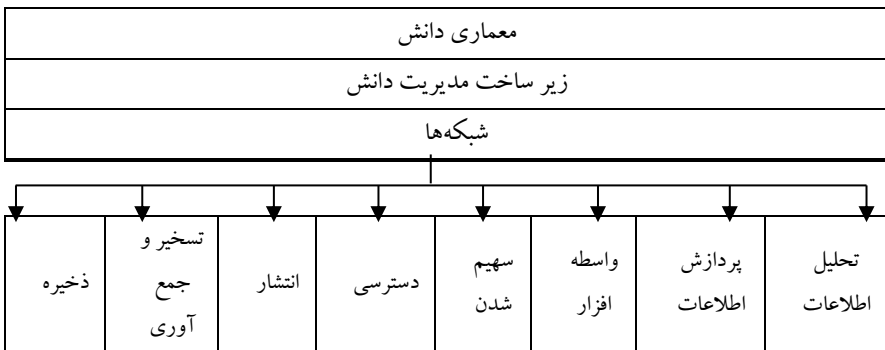 معماری دانش
زیر ساخت مدیریت دانش
شبکه‌ها
تحلیل
اطلاعات
پردازش
اطلاعات
واسطه
افزار
سهیم
شدن
دسترسی
انتشار
تسخیر و
جمع
آوری
ذخیره